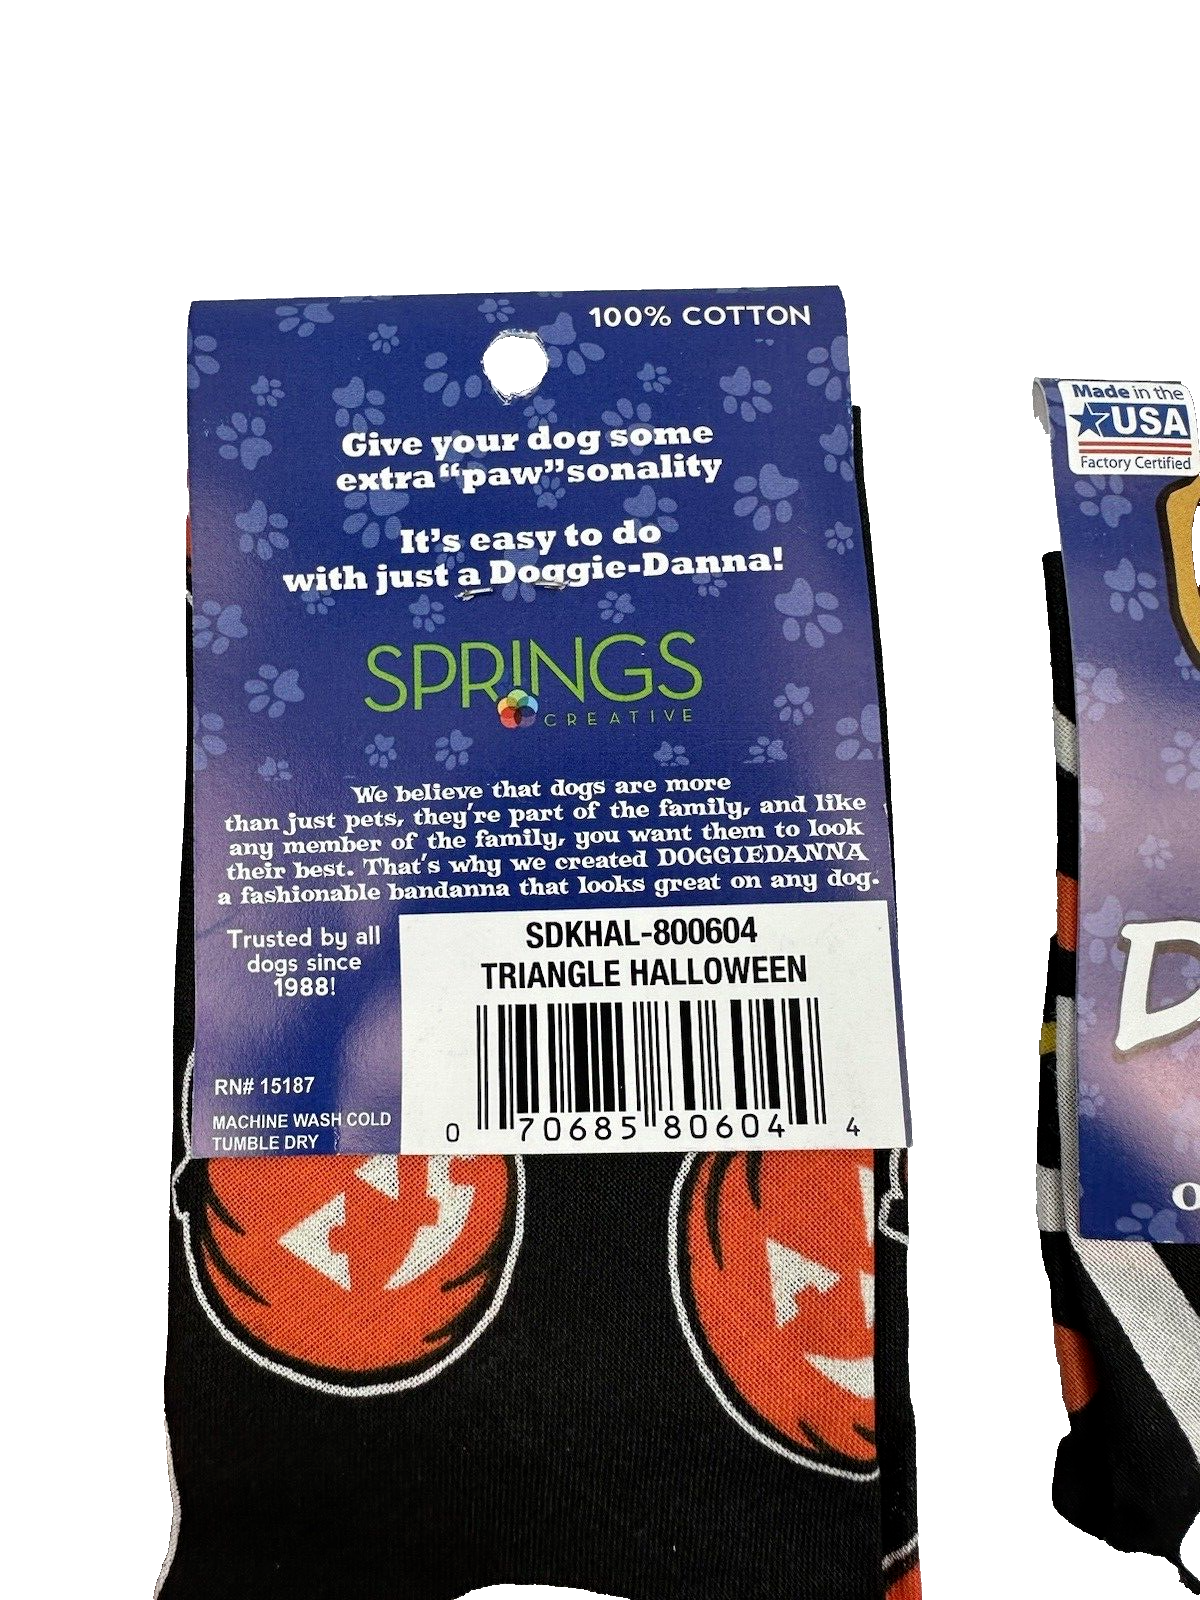 100% COTTON
Give your dog some
extra “paw”sonality
It's easy to do
with just a Doggie-Danna!
SPRINGS
CREATIVE
We believe that dogs are more
than just pets, they're part of the family, and like
any member of the family, you want them to look
their best. That's why we created DOGGIEDANNA
a fashionable bandanna that looks great on any dog.
Trusted by all
dogs since
1988!
RN# 15187
MACHINE WASH COLD
TUMBLE DRY
SDKHAL-800604
TRIANGLE HALLOWEEN
0 70685 80604 4
Made in the
USA
Factory Certified
D